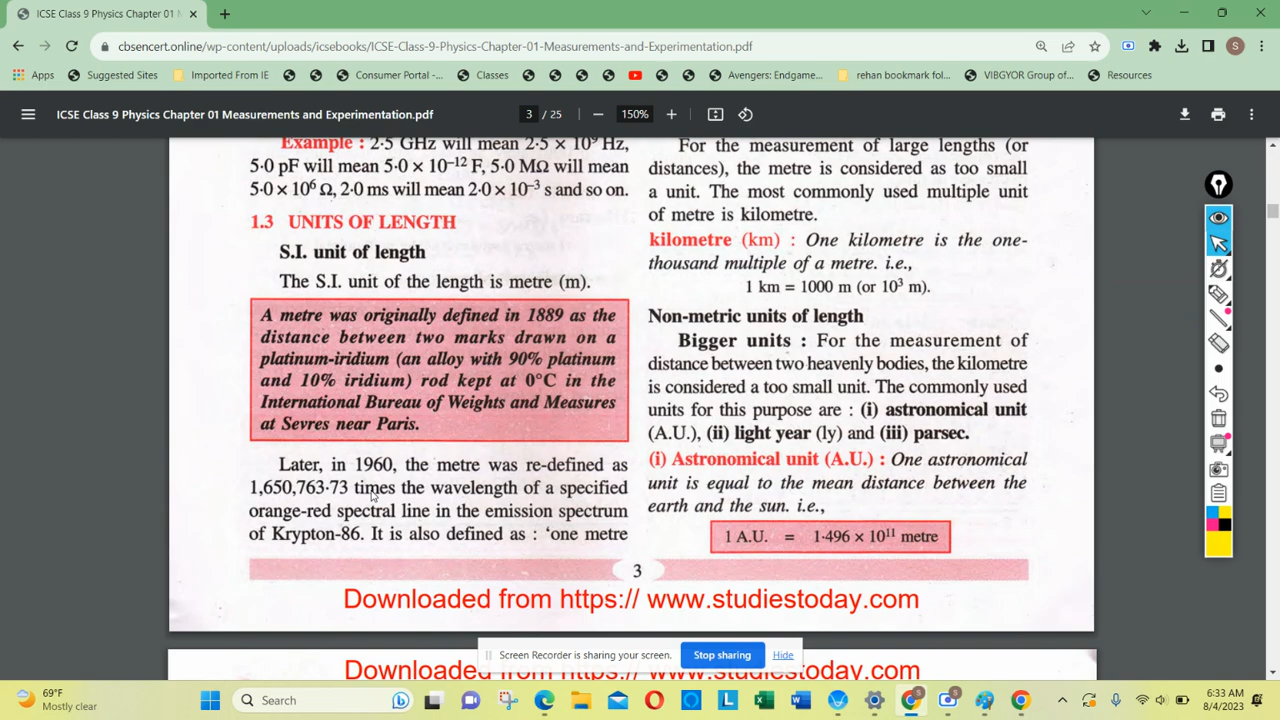 ICSE Class 9 Physics Chapter 01 M
cbsencert.online/wp-content/uploads/icsebooks/ICSE-Class-9-Physics-Chapter-01-Measurements-and-Experimentation.pdf
S
Apps Suggested Sites Imported From IE Consumer Portal -... Classes Avengers: Endgame... rehan bookmark fol... VIBGYOR Group of... Resources
ICSE Class 9 Physics Chapter 01 Measurements and Experimentation.pdf 3 / 25 150%
Example : 2·5 GHz will mean 2·5 × 10⁹ Hz,
5·0 pF will mean 5·0 × 10⁻¹² F, 5·0 MΩ will mean
5·0 × 10⁶ Ω, 2·0 ms will mean 2·0 × 10⁻³ s and so on.
1.3 UNITS OF LENGTH
S.I. unit of length
The S.I. unit of the length is metre (m).
A metre was originally defined in 1889 as the
distance between two marks drawn on a
platinum-iridium (an alloy with 90% platinum
and 10% iridium) rod kept at 0°C in the
International Bureau of Weights and Measures
at Sevres near Paris.
Later, in 1960, the metre was re-defined as
1,650,763·73 times the wavelength of a specified
orange-red spectral line in the emission spectrum
of Krypton-86. It is also defined as : ‘one metre
For the measurement of large lengths (or
distances), the metre is considered as too small
a unit. The most commonly used multiple unit
of metre is kilometre.
kilometre (km) : One kilometre is the one-
thousand multiple of a metre. i.e.,
1 km = 1000 m (or 10³ m).
Non-metric units of length
Bigger units : For the measurement of
distance between two heavenly bodies, the kilometre
is considered a too small unit. The commonly used
units for this purpose are : (i) astronomical unit
(A.U.), (ii) light year (ly) and (iii) parsec.
(i) Astronomical unit (A.U.) : One astronomical
unit is equal to the mean distance between the
earth and the sun. i.e.,
1 A.U. = 1·496 × 10¹¹ metre
3
Downloaded from https:// www.studiestoday.com
Screen Recorder is sharing your screen. Stop sharing Hide
Downloaded from https:// www.studiestoday.com
69°F
Mostly clear
Search
6:33 AM
8/4/2023